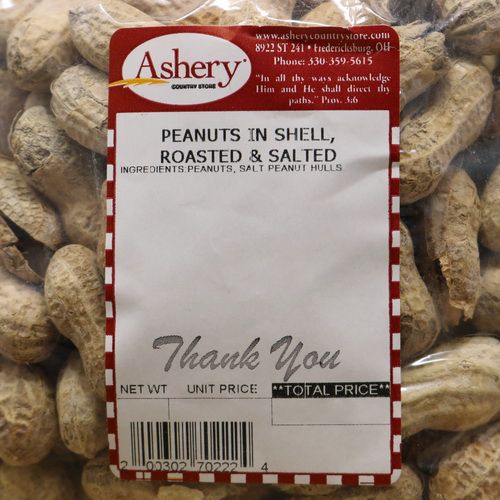 www.asherycountrystore.com
8922 ST 241 • Fredericksburg, OH
Phone: 330-359-5615
"In all thy ways acknowledge
Him and He shall direct thy
paths." Prov. 3:6
Ashery
COUNTRY STORE
PEANUTS IN SHELL,
ROASTED & SALTED
INGREDIENTS:PEANUTS, SALT PEANUT HULLS
Thank You
NET WT UNIT PRICE **TOTAL PRICE**
2 00302 70222 4